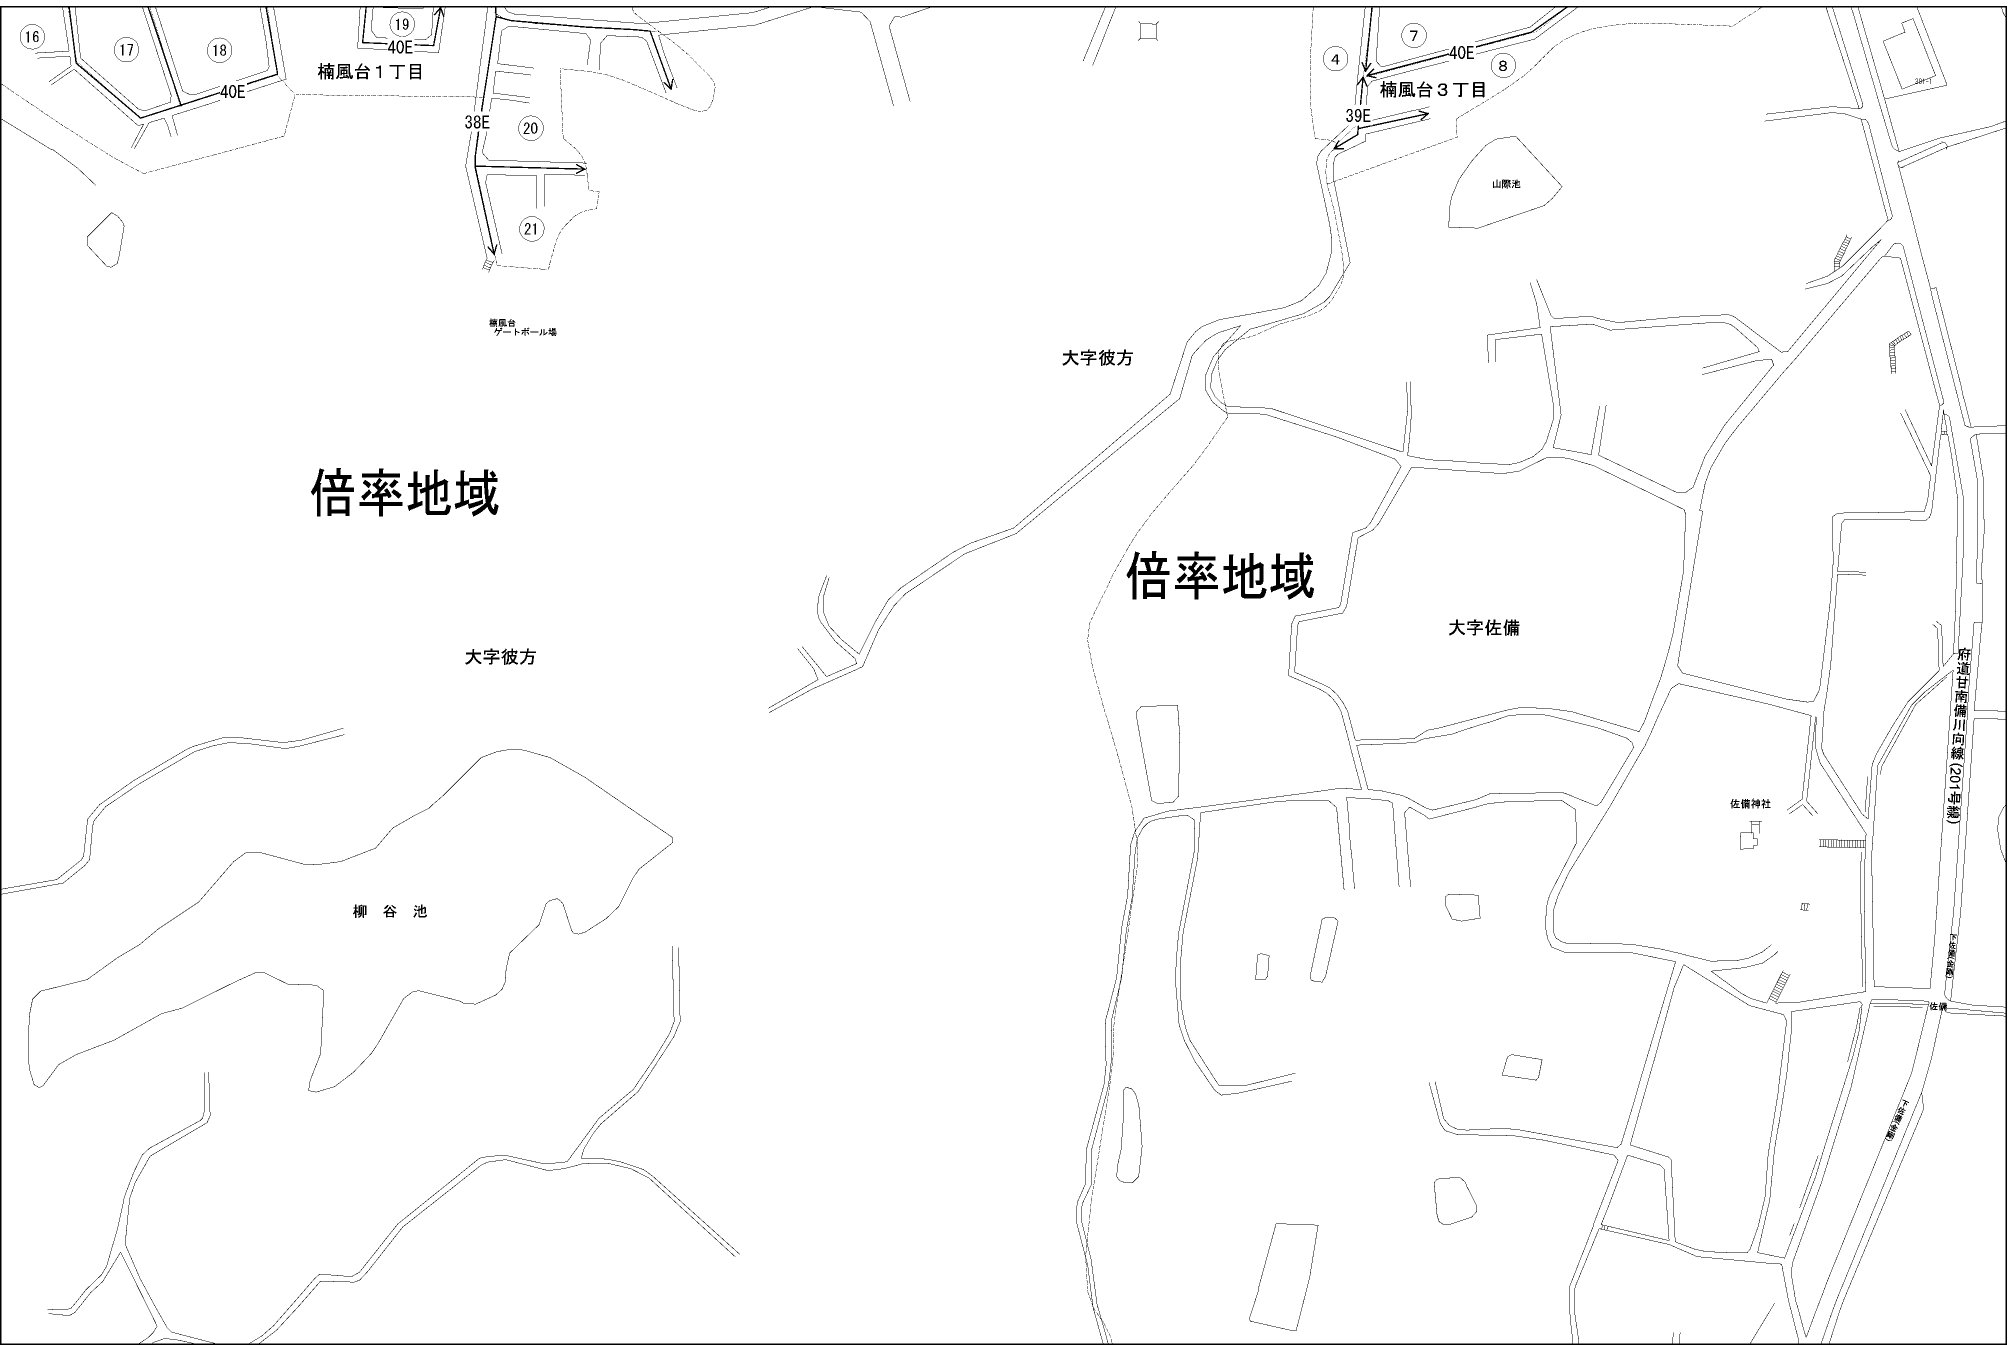 16
17
18
19
40E
40E
楠風台1丁目
38E
20
21
4
7
8
40E
楠風台3丁目
39E
山際池
楠風台
ゲートボール場
大字彼方
倍率地域
倍率地域
大字佐備
大字彼方
府道甘南備川向線(201号線)
佐備神社
柳 谷 池
佐備